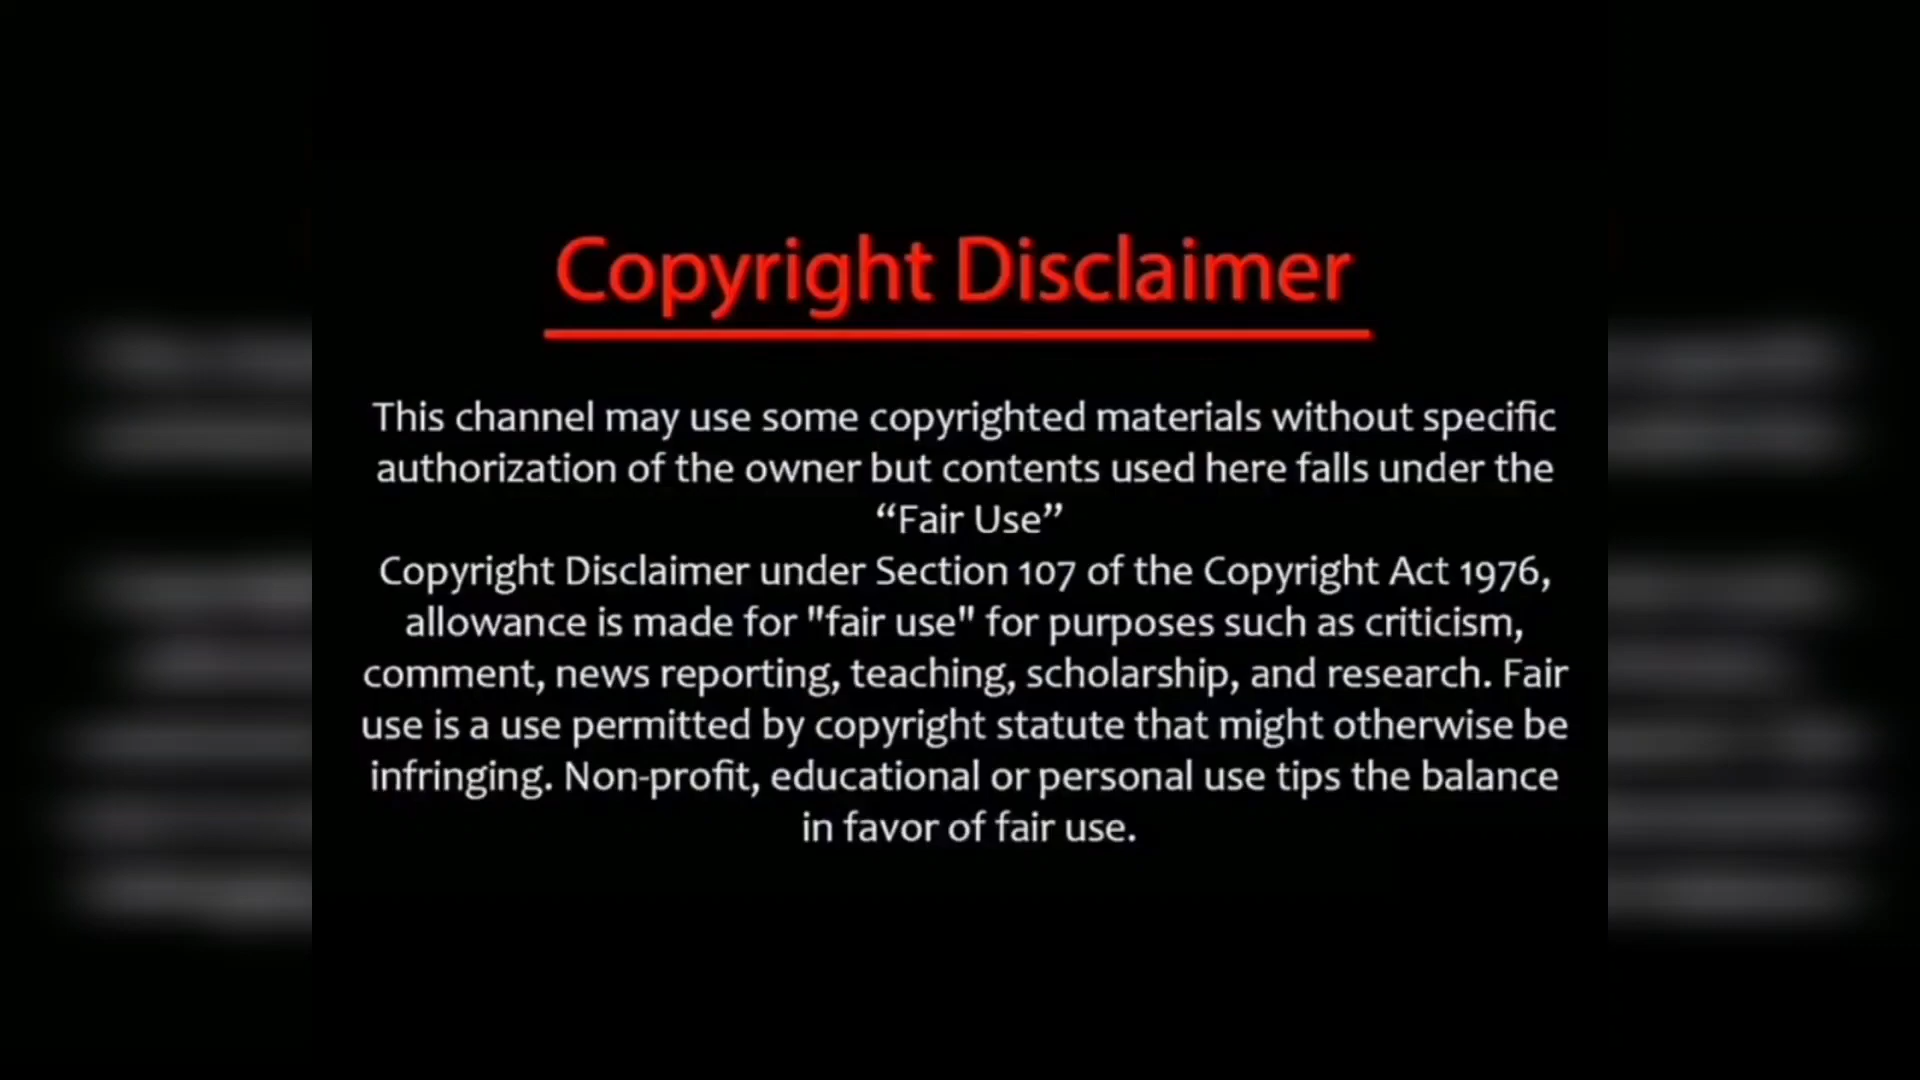 Copyright Disclaimer
This channel may use some copyrighted materials without specific
authorization of the owner but contents used here falls under the
“Fair Use”
Copyright Disclaimer under Section 107 of the Copyright Act 1976,
allowance is made for "fair use" for purposes such as criticism,
comment, news reporting, teaching, scholarship, and research. Fair
use is a use permitted by copyright statute that might otherwise be
infringing. Non-profit, educational or personal use tips the balance
in favor of fair use.